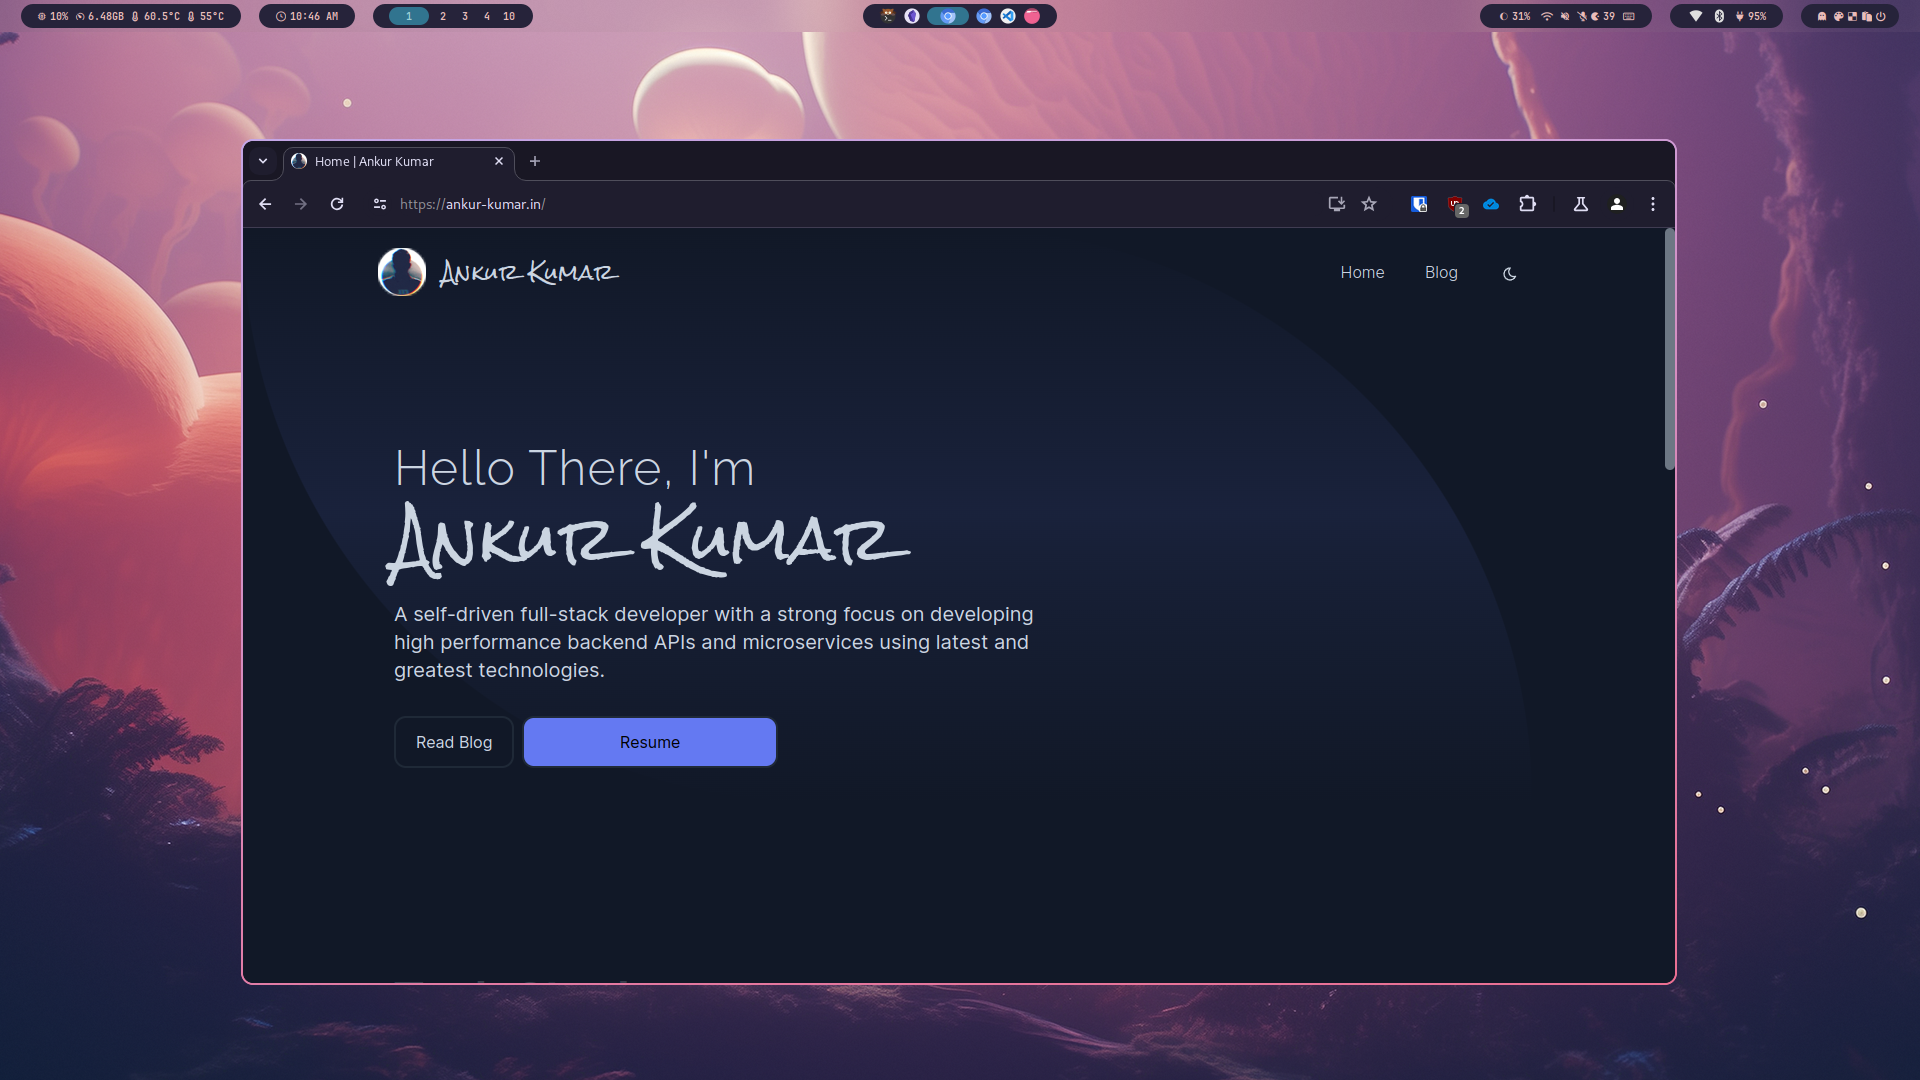 10% 6.48GB 60.5°C 55°C
10:46 AM
1 2 3 4 10
31% 39
95%
Home | Ankur Kumar
https://ankur-kumar.in/
2
Ankur Kumar
Home Blog
Hello There, I'm
Ankur Kumar
A self-driven full-stack developer with a strong focus on developing
high performance backend APIs and microservices using latest and
greatest technologies.
Read Blog
Resume